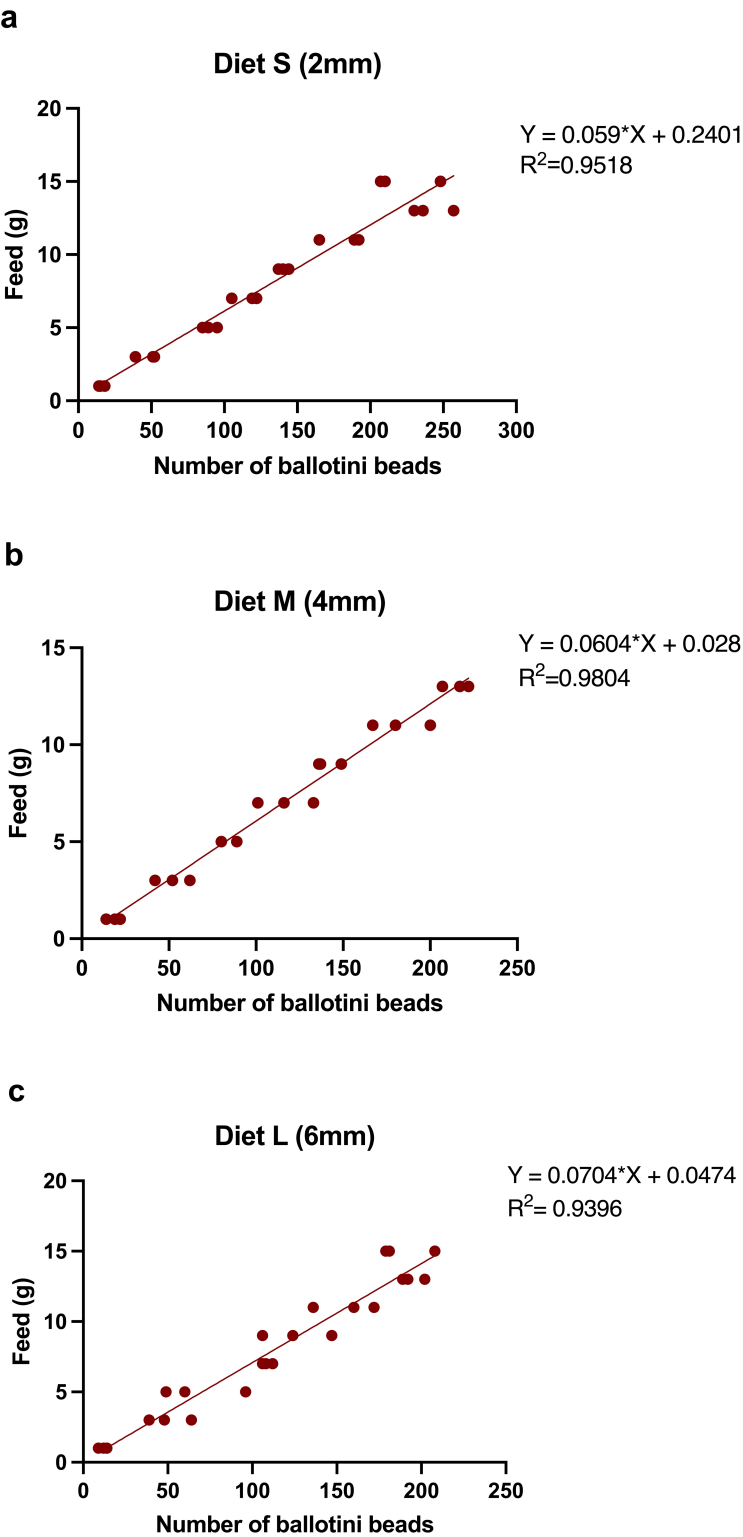 a
Diet S (2mm)
Y = 0.059*X + 0.2401
R²=0.9518
20
15
10
5
0
Feed (g)
0 50 100 150 200 250 300
Number of ballotini beads
b
Diet M (4mm)
Y = 0.0604*X + 0.028
R²=0.9804
15
10
5
0
Feed (g)
0 50 100 150 200 250
Number of ballotini beads
c
Diet L (6mm)
Y = 0.0704*X + 0.0474
R²= 0.9396
20
15
10
5
0
Feed (g)
0 50 100 150 200 250
Number of ballotini beads